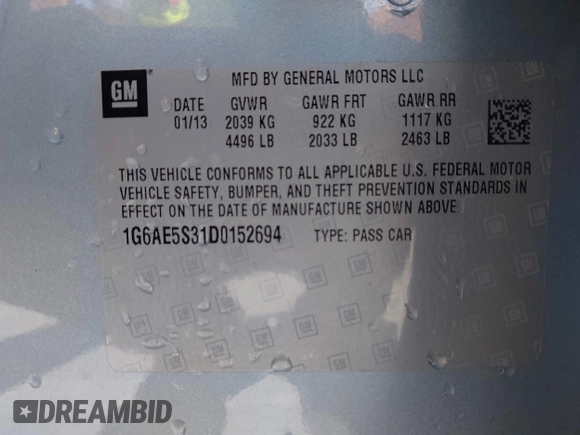 GM
MFD BY GENERAL MOTORS LLC
DATE GVWR GAWR FRT GAWR RR
01/13 2039 KG 922 KG 1117 KG
4496 LB 2033 LB 2463 LB
THIS VEHICLE CONFORMS TO ALL APPLICABLE U.S. FEDERAL MOTOR
VEHICLE SAFETY, BUMPER, AND THEFT PREVENTION STANDARDS IN
EFFECT ON THE DATE OF MANUFACTURE SHOWN ABOVE.
1G6AE5S31D0152694 TYPE: PASS CAR
DREAMBID